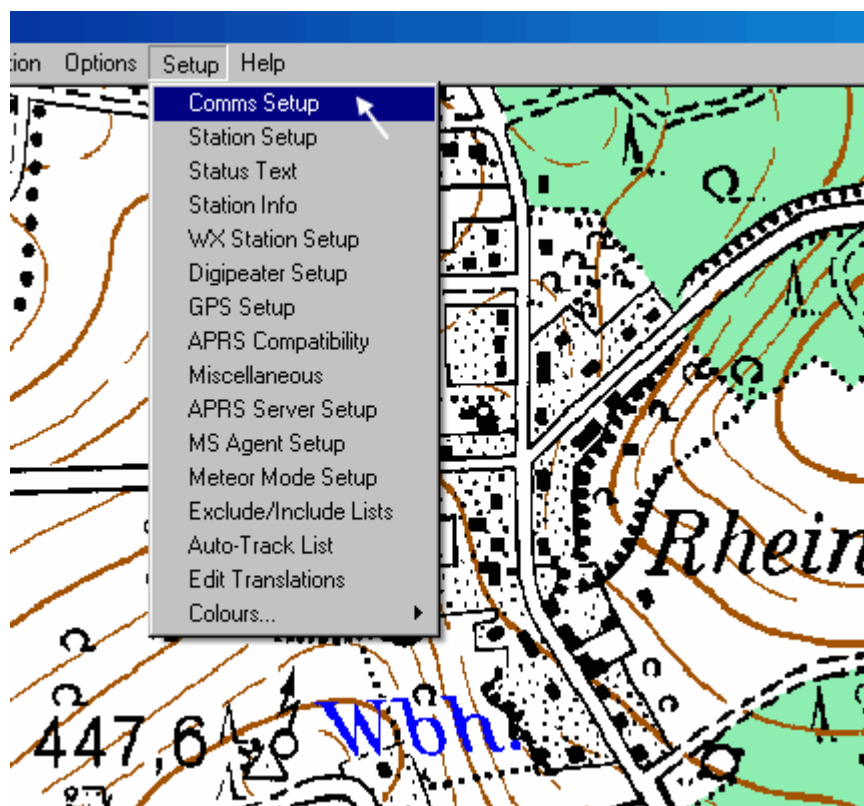 Options Setup Help
Comms Setup
Station Setup
Status Text
Station Info
WX Station Setup
Digipeater Setup
GPS Setup
APRS Compatibility
Miscellaneous
APRS Server Setup
MS Agent Setup
Meteor Mode Setup
Exclude/Include Lists
Auto-Track List
Edit Translations
Colours...
Rhein
447,6 Wbh.